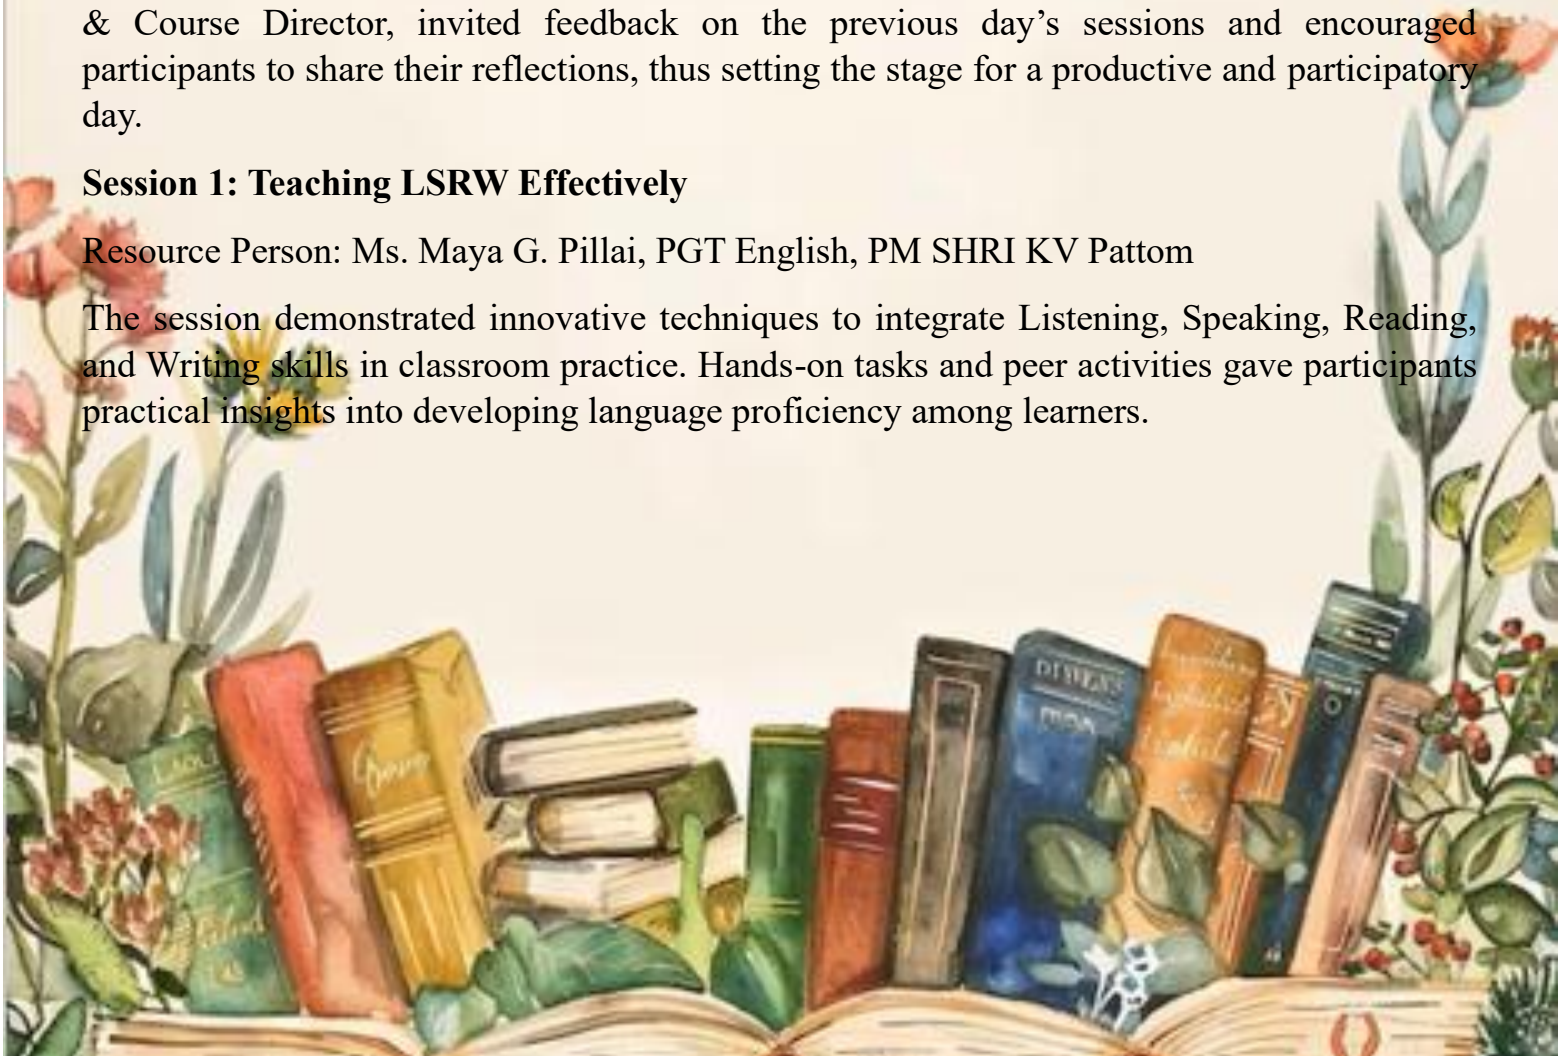 & Course Director, invited feedback on the previous day’s sessions and encouraged
participants to share their reflections, thus setting the stage for a productive and participatory
day.
Session 1: Teaching LSRW Effectively
Resource Person: Ms. Maya G. Pillai, PGT English, PM SHRI KV Pattom
The session demonstrated innovative techniques to integrate Listening, Speaking, Reading,
and Writing skills in classroom practice. Hands-on tasks and peer activities gave participants
practical insights into developing language proficiency among learners.